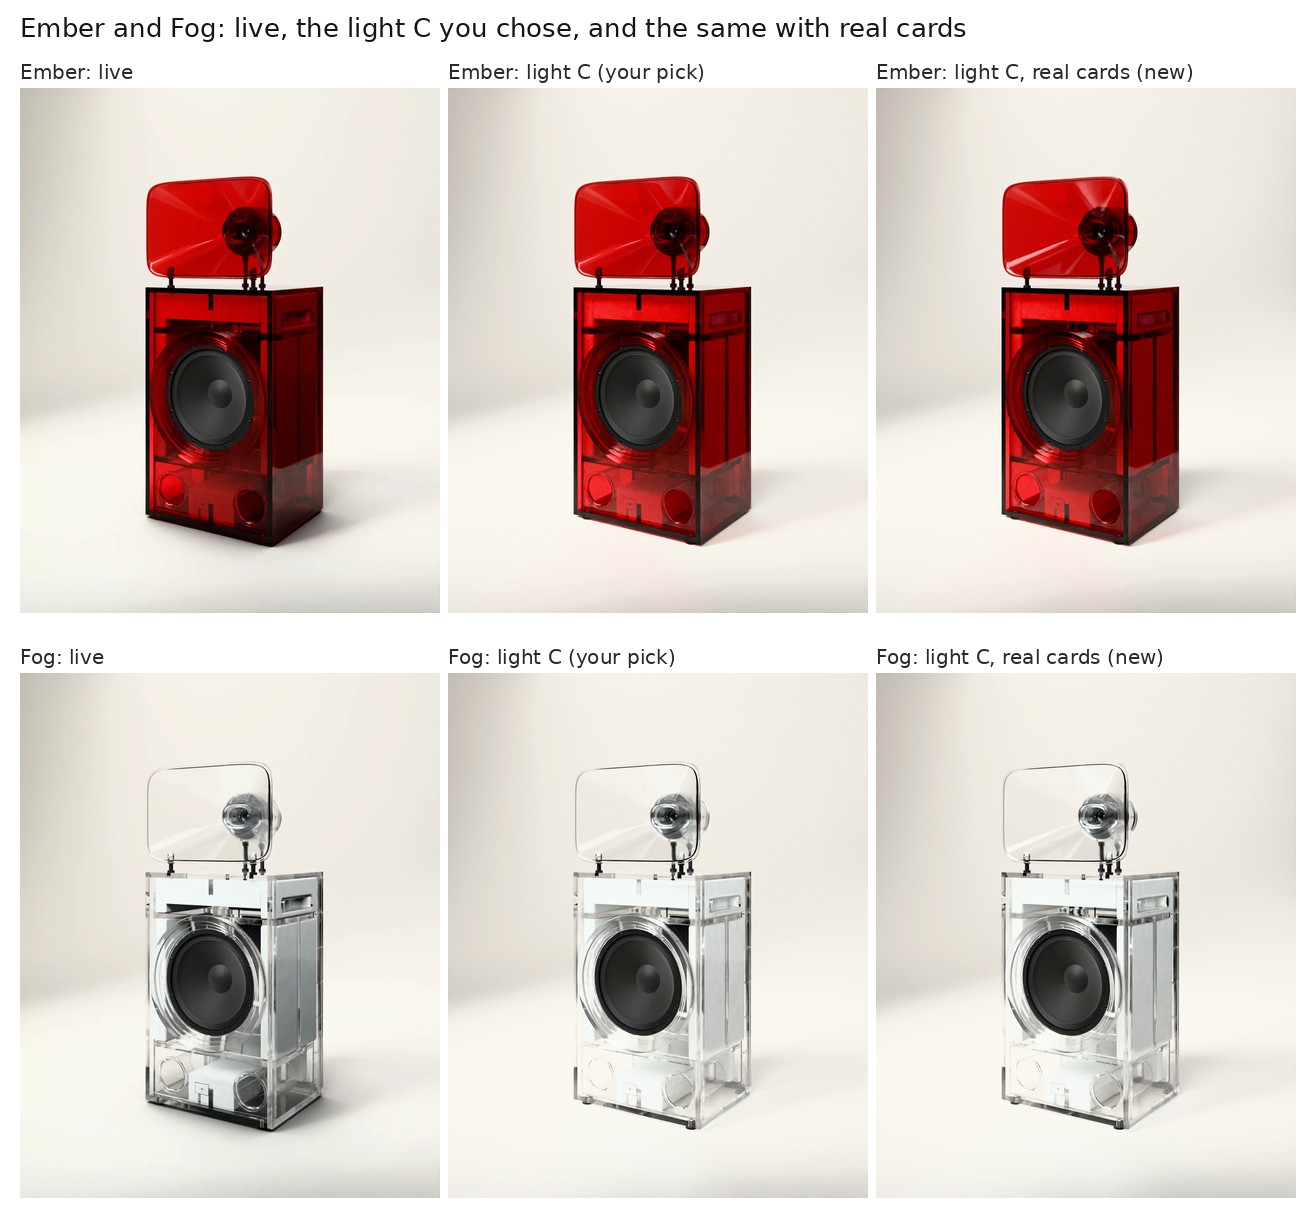 Ember and Fog: live, the light C you chose, and the same with real cards
Ember: live
Ember: light C (your pick)
Ember: light C, real cards (new)
Fog: live
Fog: light C (your pick)
Fog: light C, real cards (new)